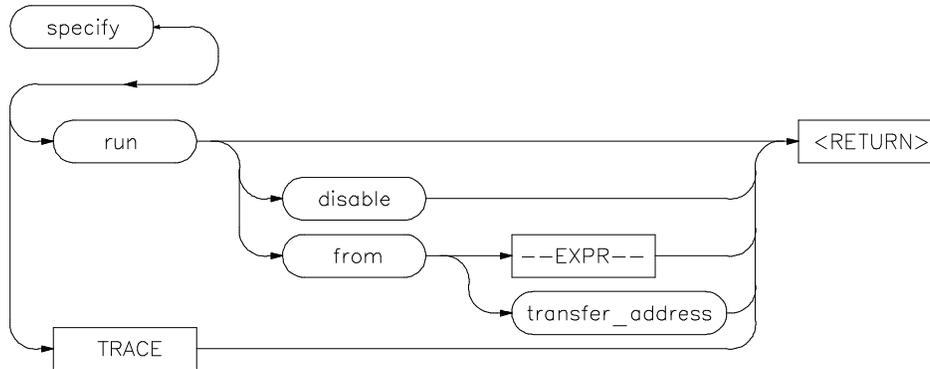 specify
run
<RETURN>
disable
from
--EXPR--
transfer_address
TRACE